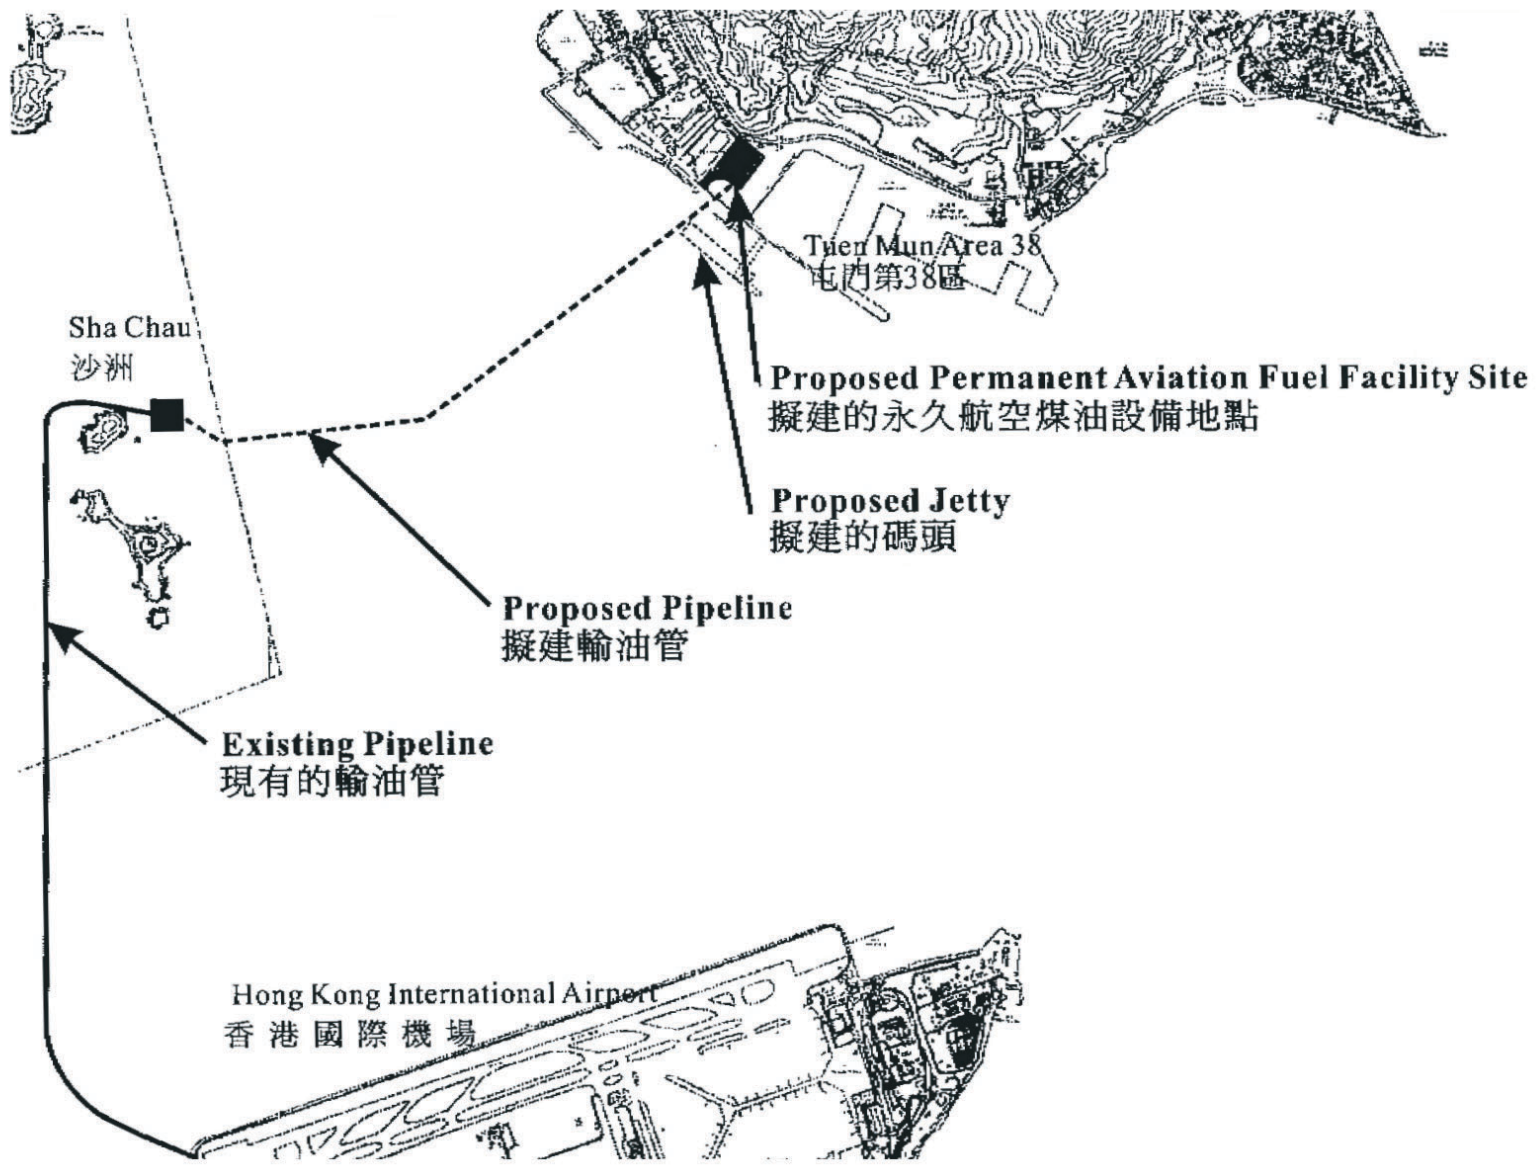 Tuen Mun Area 38
屯門第38區
Sha Chau
沙洲
Proposed Permanent Aviation Fuel Facility Site
擬建的永久航空煤油設備地點
Proposed Jetty
擬建的碼頭
Proposed Pipeline
擬建輸油管
Existing Pipeline
現有的輸油管
Hong Kong International Airport
香港國際機場